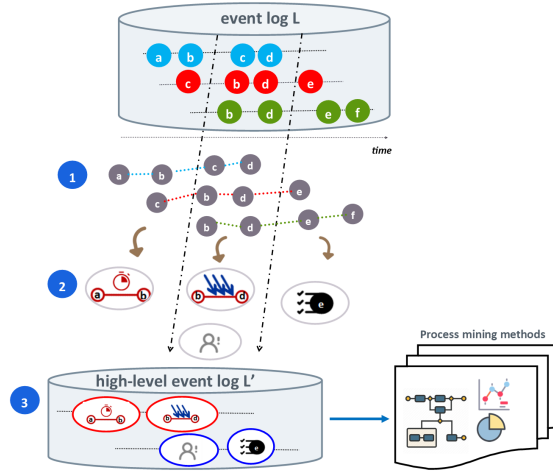 event log L
a b c d
c b d e
b d e f
time
1
a b c d
c b d e
b d e f
2
a b
b d
e
Process mining methods
3
high-level event log L’
a b
b d
e